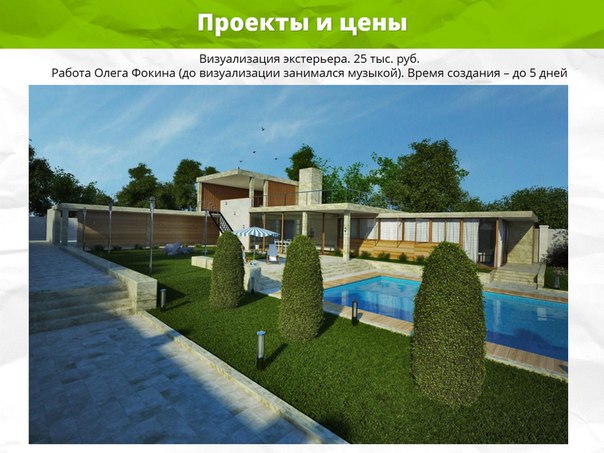 Проекты и цены
Визуализация экстерьера. 25 тыс. руб.
Работа Олега Фокина (до визуализации занимался музыкой). Время создания – до 5 дней